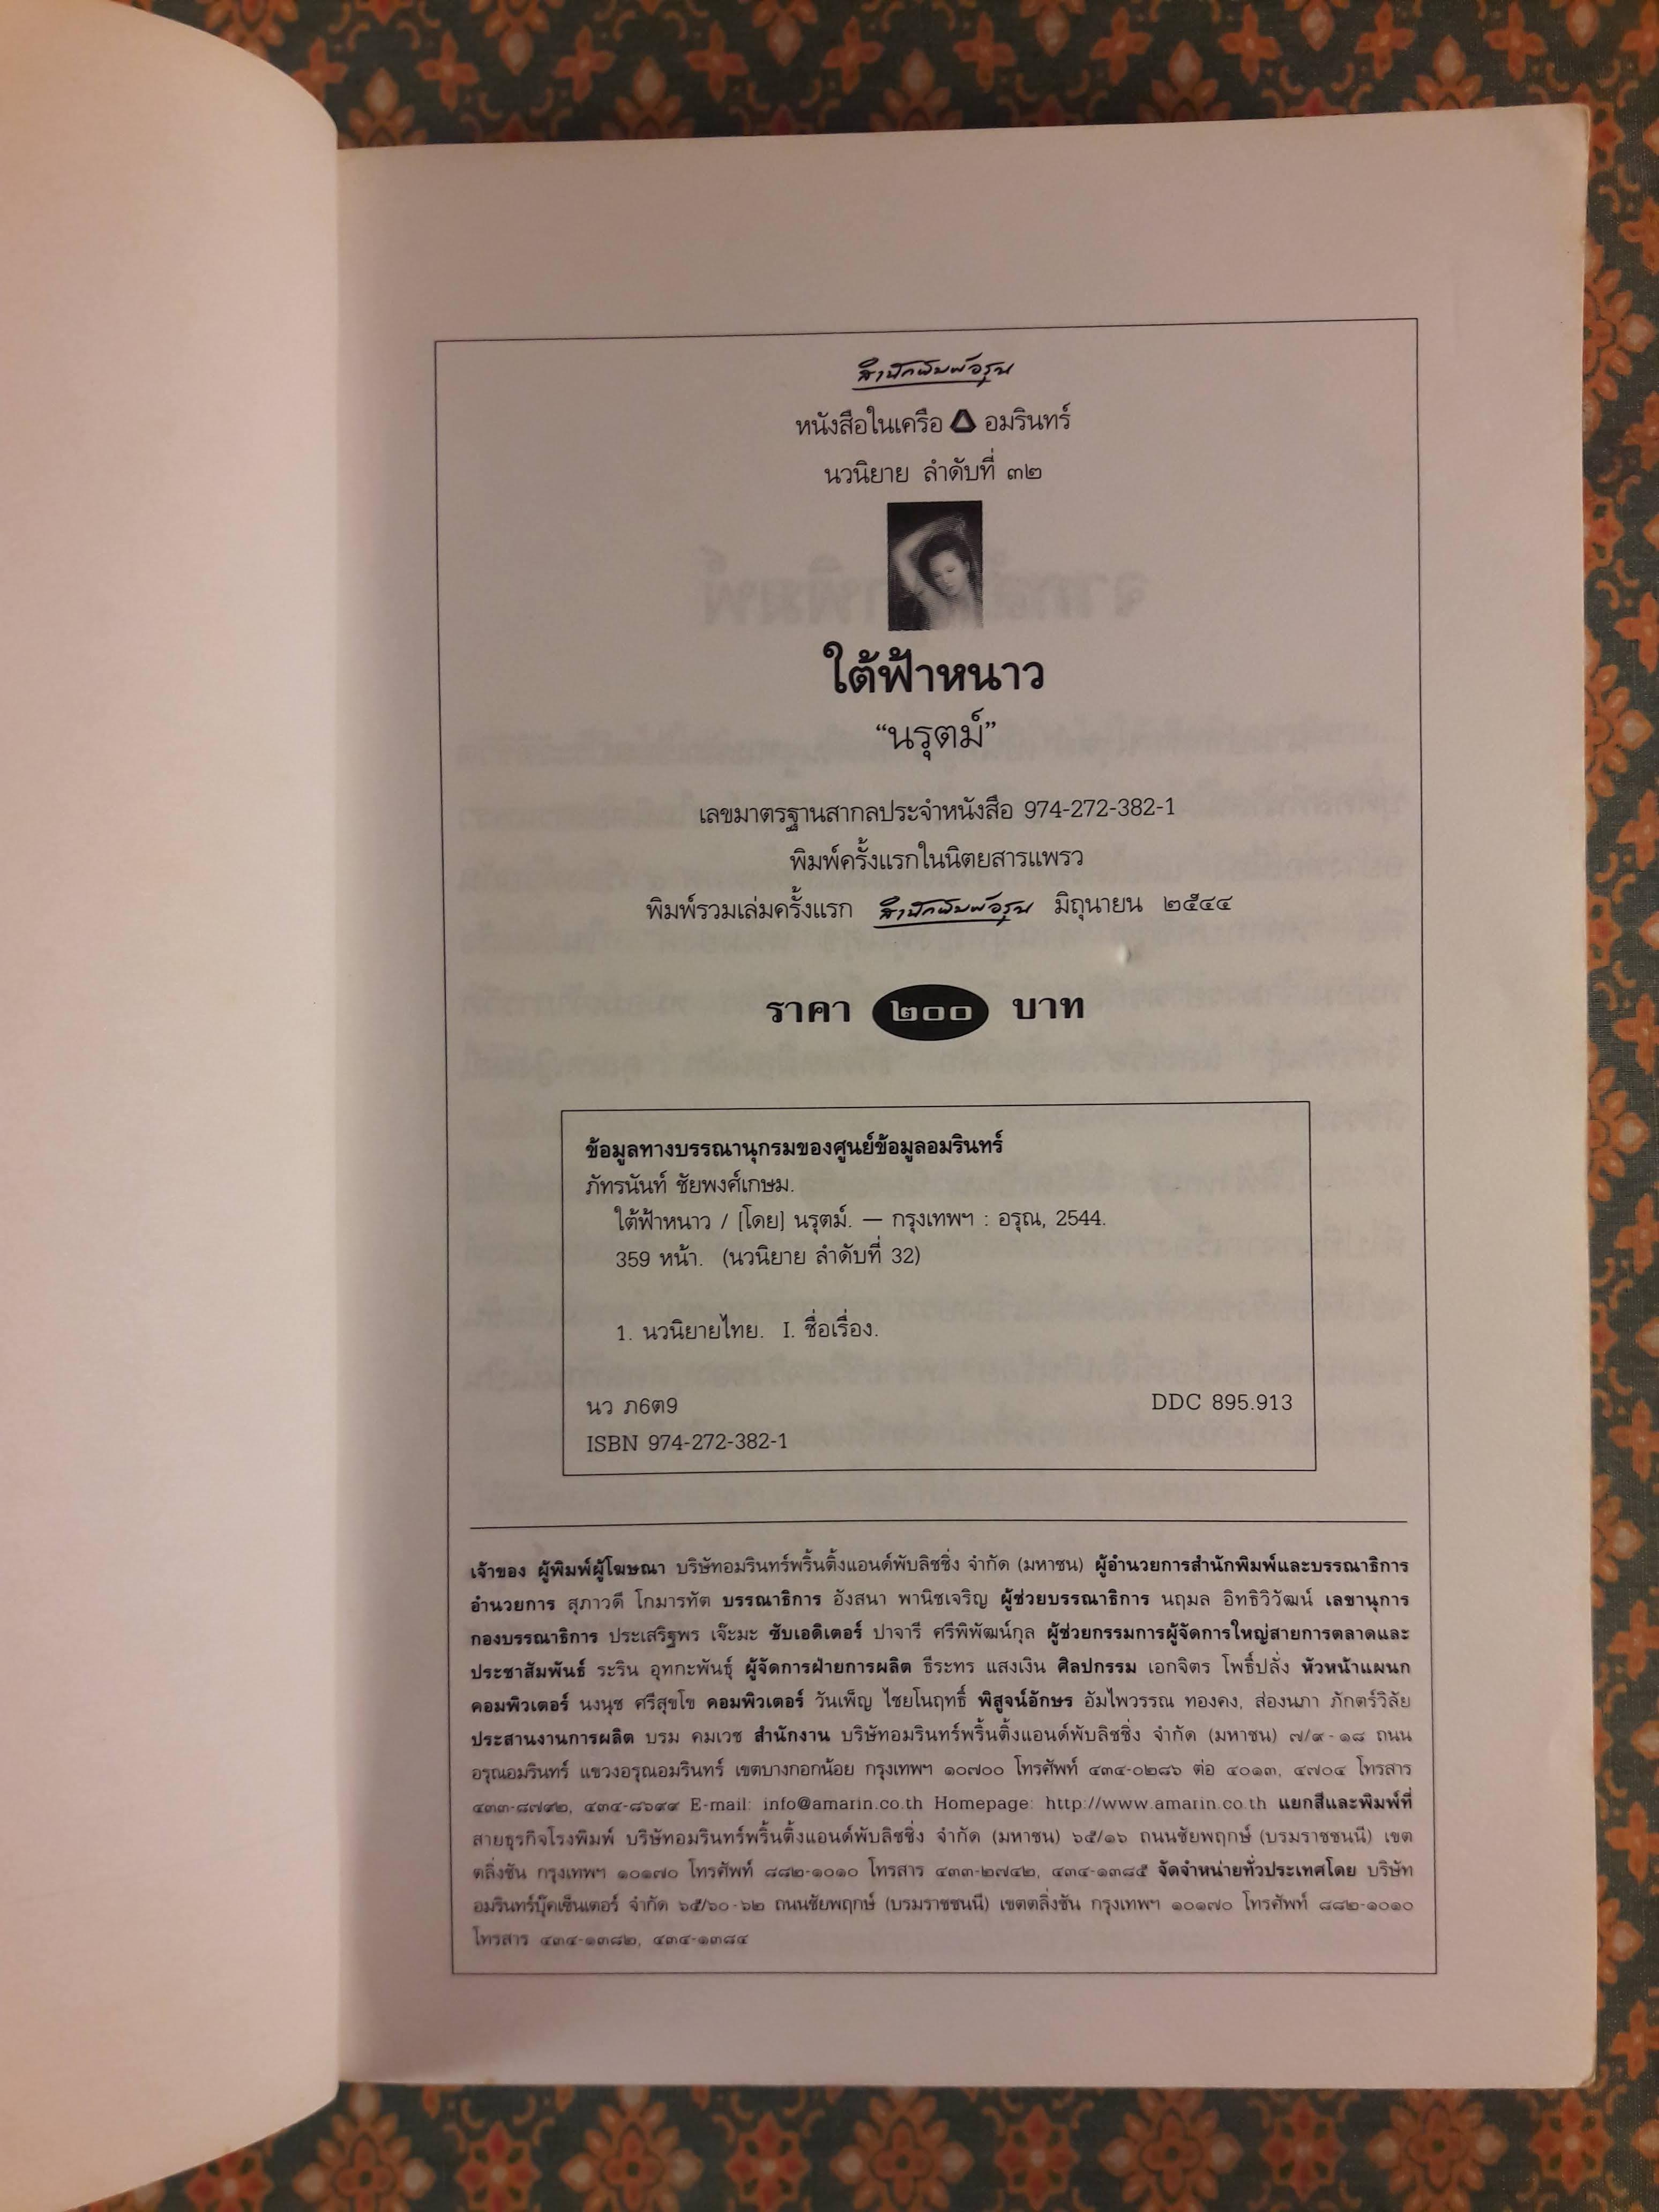 สำนักพิมพ์อรุณ
หนังสือในเครือ อมรินทร์
นวนิยาย ลำดับที่ ๓๒
ใต้ฟ้าหนาว
“นรุตม์”
เลขมาตรฐานสากลประจำหนังสือ 974-272-382-1
พิมพ์ครั้งแรกในนิตยสารแพรว
พิมพ์รวมเล่มครั้งแรก สำนักพิมพ์อรุณ มิถุนายน ๒๕๔๔
ราคา ๒๐๐ บาท
ข้อมูลทางบรรณานุกรมของศูนย์ข้อมูลอมรินทร์
ภัทรนันท์ ชัยพงศ์เกษม.
ใต้ฟ้าหนาว / [โดย] นรุตม์. — กรุงเทพฯ : อรุณ, 2544.
359 หน้า. (นวนิยาย ลำดับที่ 32)
1. นวนิยายไทย. I. ชื่อเรื่อง.
นว ภ6ต9 DDC 895.913
ISBN 974-272-382-1
เจ้าของ ผู้พิมพ์ผู้โฆษณา บริษัทอมรินทร์พริ้นติ้งแอนด์พับลิชชิ่ง จำกัด (มหาชน) ผู้อำนวยการสำนักพิมพ์และบรรณาธิการ
อำนวยการ สุภาวดี โกมารทัต บรรณาธิการ อังสนา พานิชเจริญ ผู้ช่วยบรรณาธิการ นฤมล อิทธิวิวัฒน์ เลขานุการ
กองบรรณาธิการ ประเสริฐพร เจ๊ะมะ ซับเอดิเตอร์ ปาจารี ศรีพิพัฒน์กุล ผู้ช่วยกรรมการผู้จัดการใหญ่สายการตลาดและ
ประชาสัมพันธ์ ระริน อุทกะพันธุ์ ผู้จัดการฝ่ายการผลิต ธีระทร แสงเงิน ศิลปกรรม เอกจิตร โพธิ์ปลั่ง หัวหน้าแผนก
คอมพิวเตอร์ นงนุช ศรีสุขโข คอมพิวเตอร์ วันเพ็ญ ไชยโนฤทธิ์ พิสูจน์อักษร อัมไพวรรณ ทองคง, ส่องนภา ภักตร์วิลัย
ประสานงานการผลิต บรม คมเวช สำนักงาน บริษัทอมรินทร์พริ้นติ้งแอนด์พับลิชชิ่ง จำกัด (มหาชน) ๗/๙-๑๘ ถนน
อรุณอมรินทร์ แขวงอรุณอมรินทร์ เขตบางกอกน้อย กรุงเทพฯ ๑๐๗๐๐ โทรศัพท์ ๔๓๔-๐๒๘๖ ต่อ ๔๐๑๓, ๔๗๐๔ โทรสาร
๔๓๓-๘๗๙๒, ๔๓๔-๘๖๙๙ E-mail: info@amarin.co.th Homepage: http://www.amarin.co.th แยกสีและพิมพ์ที่
สายธุรกิจโรงพิมพ์ บริษัทอมรินทร์พริ้นติ้งแอนด์พับลิชชิ่ง จำกัด (มหาชน) ๖๕/๑๖ ถนนชัยพฤกษ์ (บรมราชชนนี) เขต
ตลิ่งชัน กรุงเทพฯ ๑๐๑๗๐ โทรศัพท์ ๘๘๒-๑๐๑๐ โทรสาร ๔๓๓-๒๗๔๒, ๔๓๔-๑๓๘๕ จัดจำหน่ายทั่วประเทศโดย บริษัท
อมรินทร์บุ๊คเซ็นเตอร์ จำกัด ๖๕/๖๐-๖๒ ถนนชัยพฤกษ์ (บรมราชชนนี) เขตตลิ่งชัน กรุงเทพฯ ๑๐๑๗๐ โทรศัพท์ ๘๘๒-๑๐๑๐
โทรสาร ๔๓๔-๑๓๘๒, ๔๓๔-๑๓๘๔